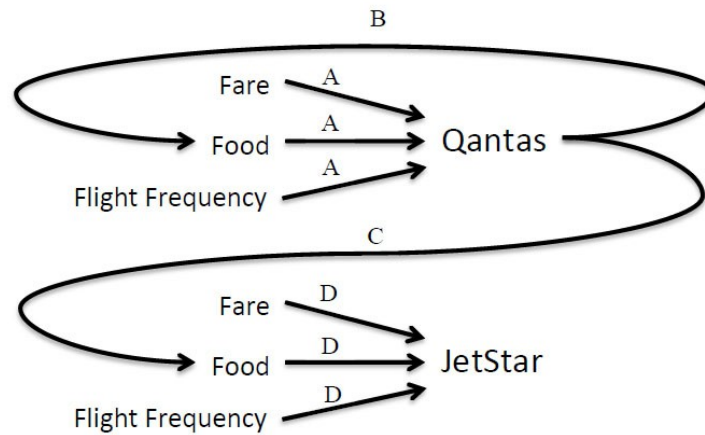 B
Fare A
Food A Qantas
Flight Frequency A
C
Fare D
Food D JetStar
Flight Frequency D